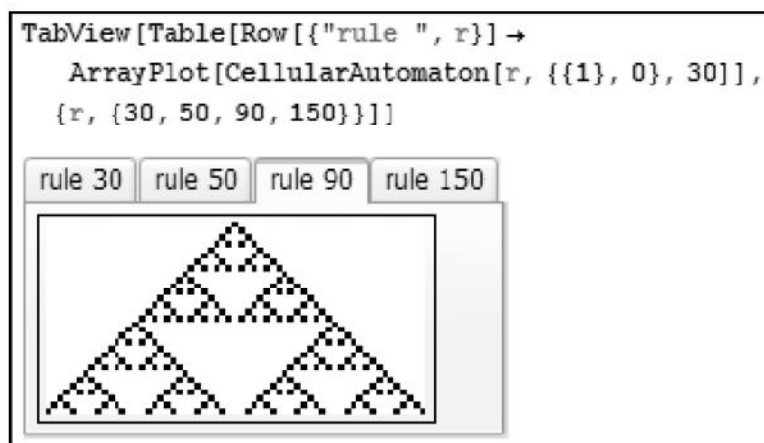 TabView[Table[Row[{"rule ", r}] →
ArrayPlot[CellularAutomaton[r, {{1}, 0}, 30]],
{r, {30, 50, 90, 150}}]]
rule 30 rule 50 rule 90 rule 150